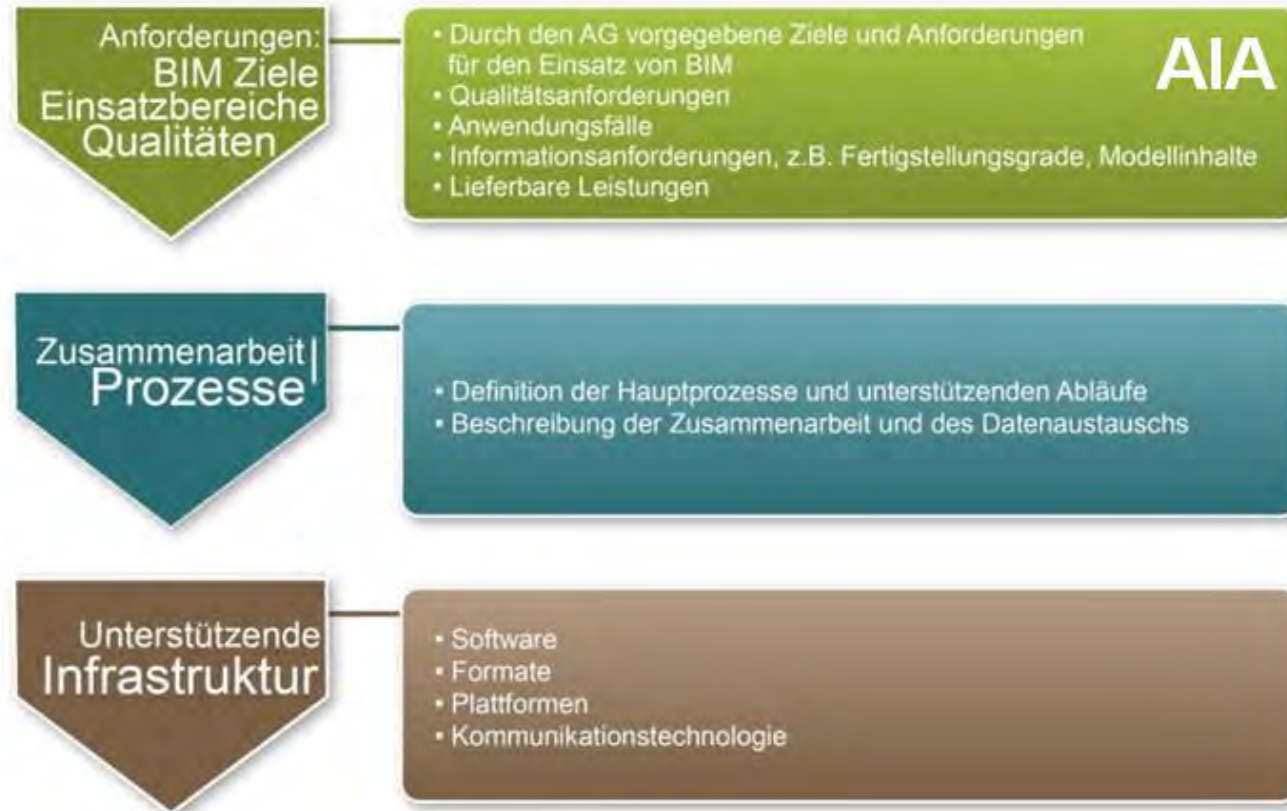 Anforderungen:
BIM Ziele
Einsatzbereiche
Qualitäten
• Durch den AG vorgegebene Ziele und Anforderungen
für den Einsatz von BIM
• Qualitätsanforderungen
• Anwendungsfälle
• Informationsanforderungen, z.B. Fertigstellungsgrade, Modellinhalte
• Lieferbare Leistungen
AIA
Zusammenarbeit |
Prozesse
• Definition der Hauptprozesse und unterstützenden Abläufe
• Beschreibung der Zusammenarbeit und des Datenaustauschs
Unterstützende
Infrastruktur
• Software
• Formate
• Plattformen
• Kommunikationstechnologie